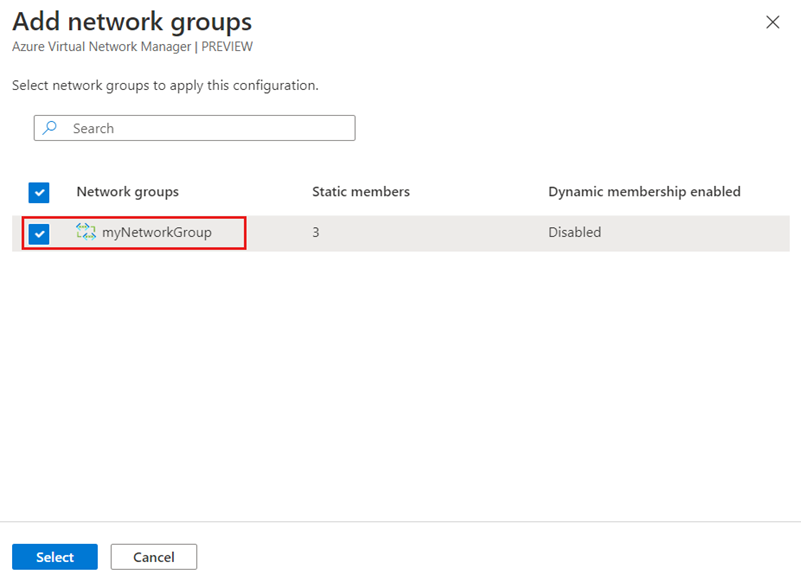 Add network groups
Azure Virtual Network Manager | PREVIEW
Select network groups to apply this configuration.
Search
Network groups Static members Dynamic membership enabled
myNetworkGroup 3 Disabled
Select Cancel